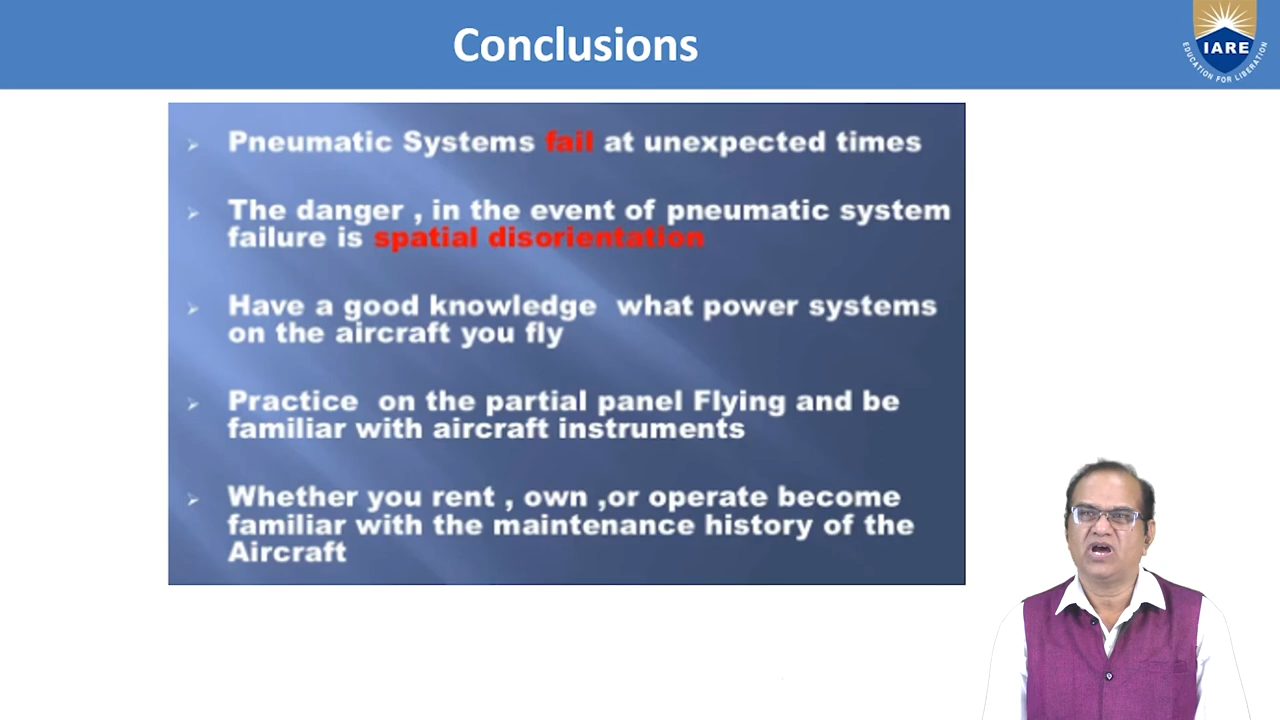 Conclusions
IARE
EDUCATION FOR LIBERATION
Pneumatic Systems fail at unexpected times
The danger , in the event of pneumatic system
failure is spatial disorientation
Have a good knowledge what power systems
on the aircraft you fly
Practice on the partial panel Flying and be
familiar with aircraft instruments
Whether you rent , own ,or operate become
familiar with the maintenance history of the
Aircraft